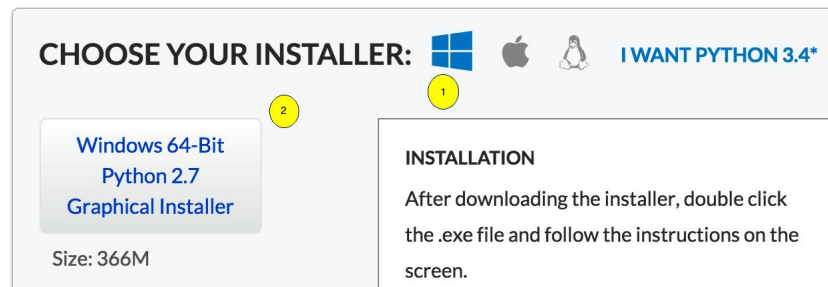 CHOOSE YOUR INSTALLER:
I WANT PYTHON 3.4*
1
2
Windows 64-Bit
Python 2.7
Graphical Installer
Size: 366M
INSTALLATION
After downloading the installer, double click
the .exe file and follow the instructions on the
screen.